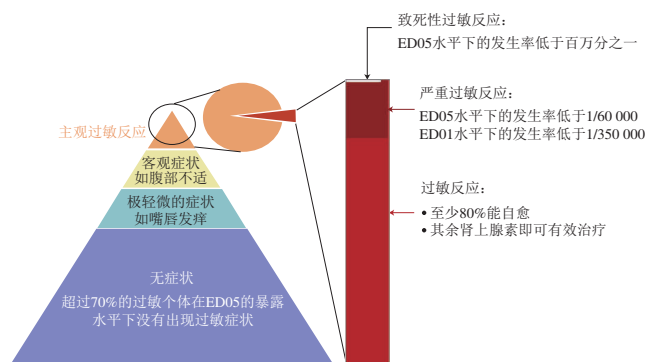 致死性过敏反应：
ED05水平下的发生率低于百万分之一
严重过敏反应：
ED05水平下的发生率低于1/60 000
ED01水平下的发生率低于1/350 000
过敏反应：
• 至少80%能自愈
• 其余肾上腺素即可有效治疗
主观过敏反应
客观症状
如腹部不适
极轻微的症状
如嘴唇发痒
无症状
超过70%的过敏个体在ED05的暴露
水平下没有出现过敏症状